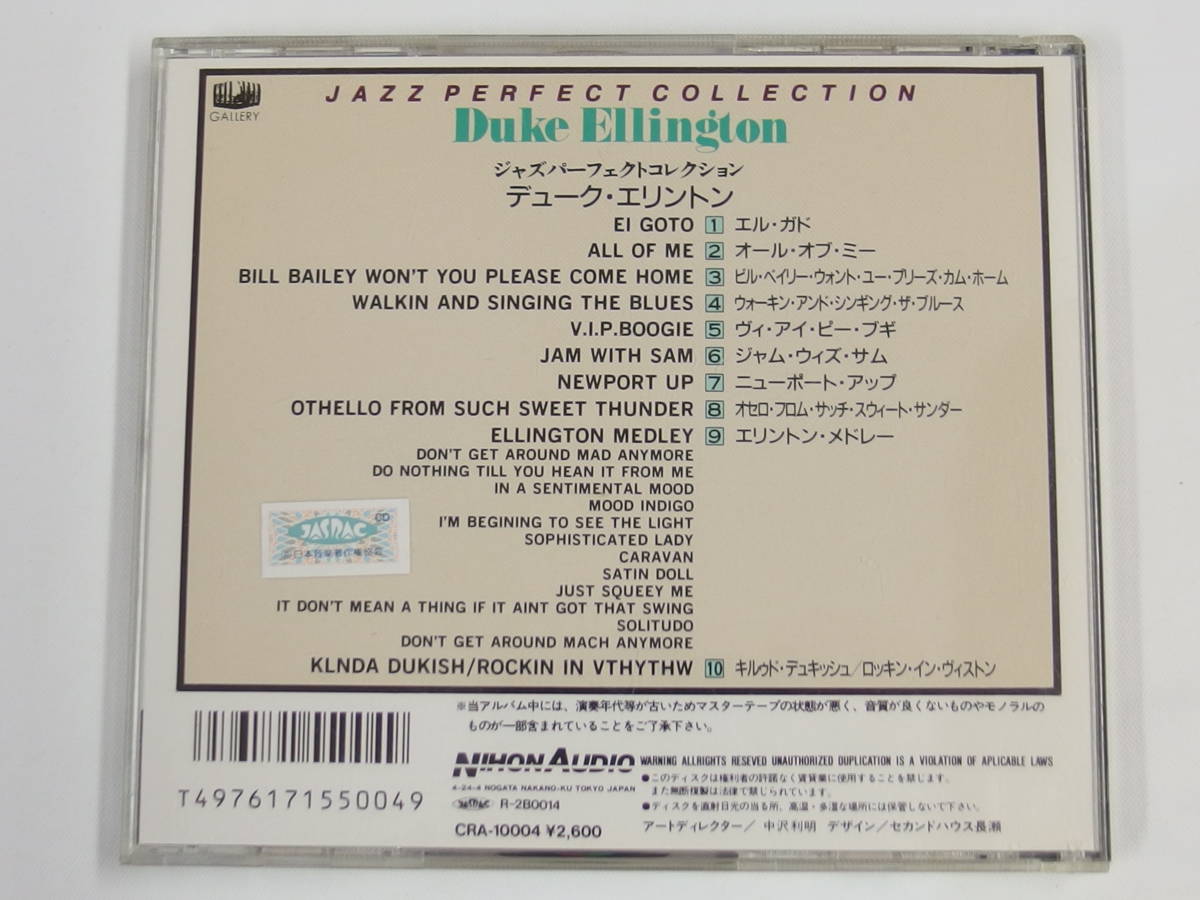 GALLERY
JAZZ PERFECT COLLECTION
Duke Ellington
ジャズパーフェクトコレクション
デューク・エリントン
EI GOTO 1 エル・ガド
ALL OF ME 2 オール・オブ・ミー
BILL BAILEY WON'T YOU PLEASE COME HOME 3 ビル・ベイリー・ウォント・ユー・プリーズ・カム・ホーム
WALKIN AND SINGING THE BLUES 4 ウォーキン・アンド・シンギング・ザ・ブルース
V.I.P.BOOGIE 5 ヴィ・アイ・ピー・ブギ
JAM WITH SAM 6 ジャム・ウィズ・サム
NEWPORT UP 7 ニューポート・アップ
OTHELLO FROM SUCH SWEET THUNDER 8 オセロ・フロム・サッチ・スウィート・サンダー
ELLINGTON MEDLEY 9 エリントン・メドレー
DON'T GET AROUND MAD ANYMORE
DO NOTHING TILL YOU HEAN IT FROM ME
IN A SENTIMENTAL MOOD
MOOD INDIGO
I'M BEGINING TO SEE THE LIGHT
SOPHISTICATED LADY
CARAVAN
SATIN DOLL
JUST SQUEEY ME
IT DON'T MEAN A THING IF IT AINT GOT THAT SWING
SOLITUDO
DON'T GET AROUND MACH ANYMORE
KLNDA DUKISH/ROCKIN IN VTHYTHW 10 キルゥド・デュキッシュ/ロッキン・イン・ヴィストン
JASRAC CD
日本音楽著作権協会
※当アルバム中には、演奏年代等が古いためマスターテープの状態が悪く、音質が良くないものやモノラルの
ものが一部含まれていることをご了承下さい。
T4976171550049
NIHON AUDIO
4-24-4 NOGATA NAKANO-KU TOKYO JAPAN
JASRAC R-2B0014
CRA-10004 ¥2,600
WARNING ALLRIGHTS RESEVED UNAUTHORIZED DUPLICATION IS A VIOLATION OF APLICABLE LAWS
●このディスクは権利者の許諾なく賃貸業に使用することを禁じます。
また無断複製は法律で禁じられています。
●ディスクを直射日光の当る所、高温・多湿な場所には保管しないで下さい。
アートディレクター/ 中沢利明 デザイン/セカンドハウス長瀬